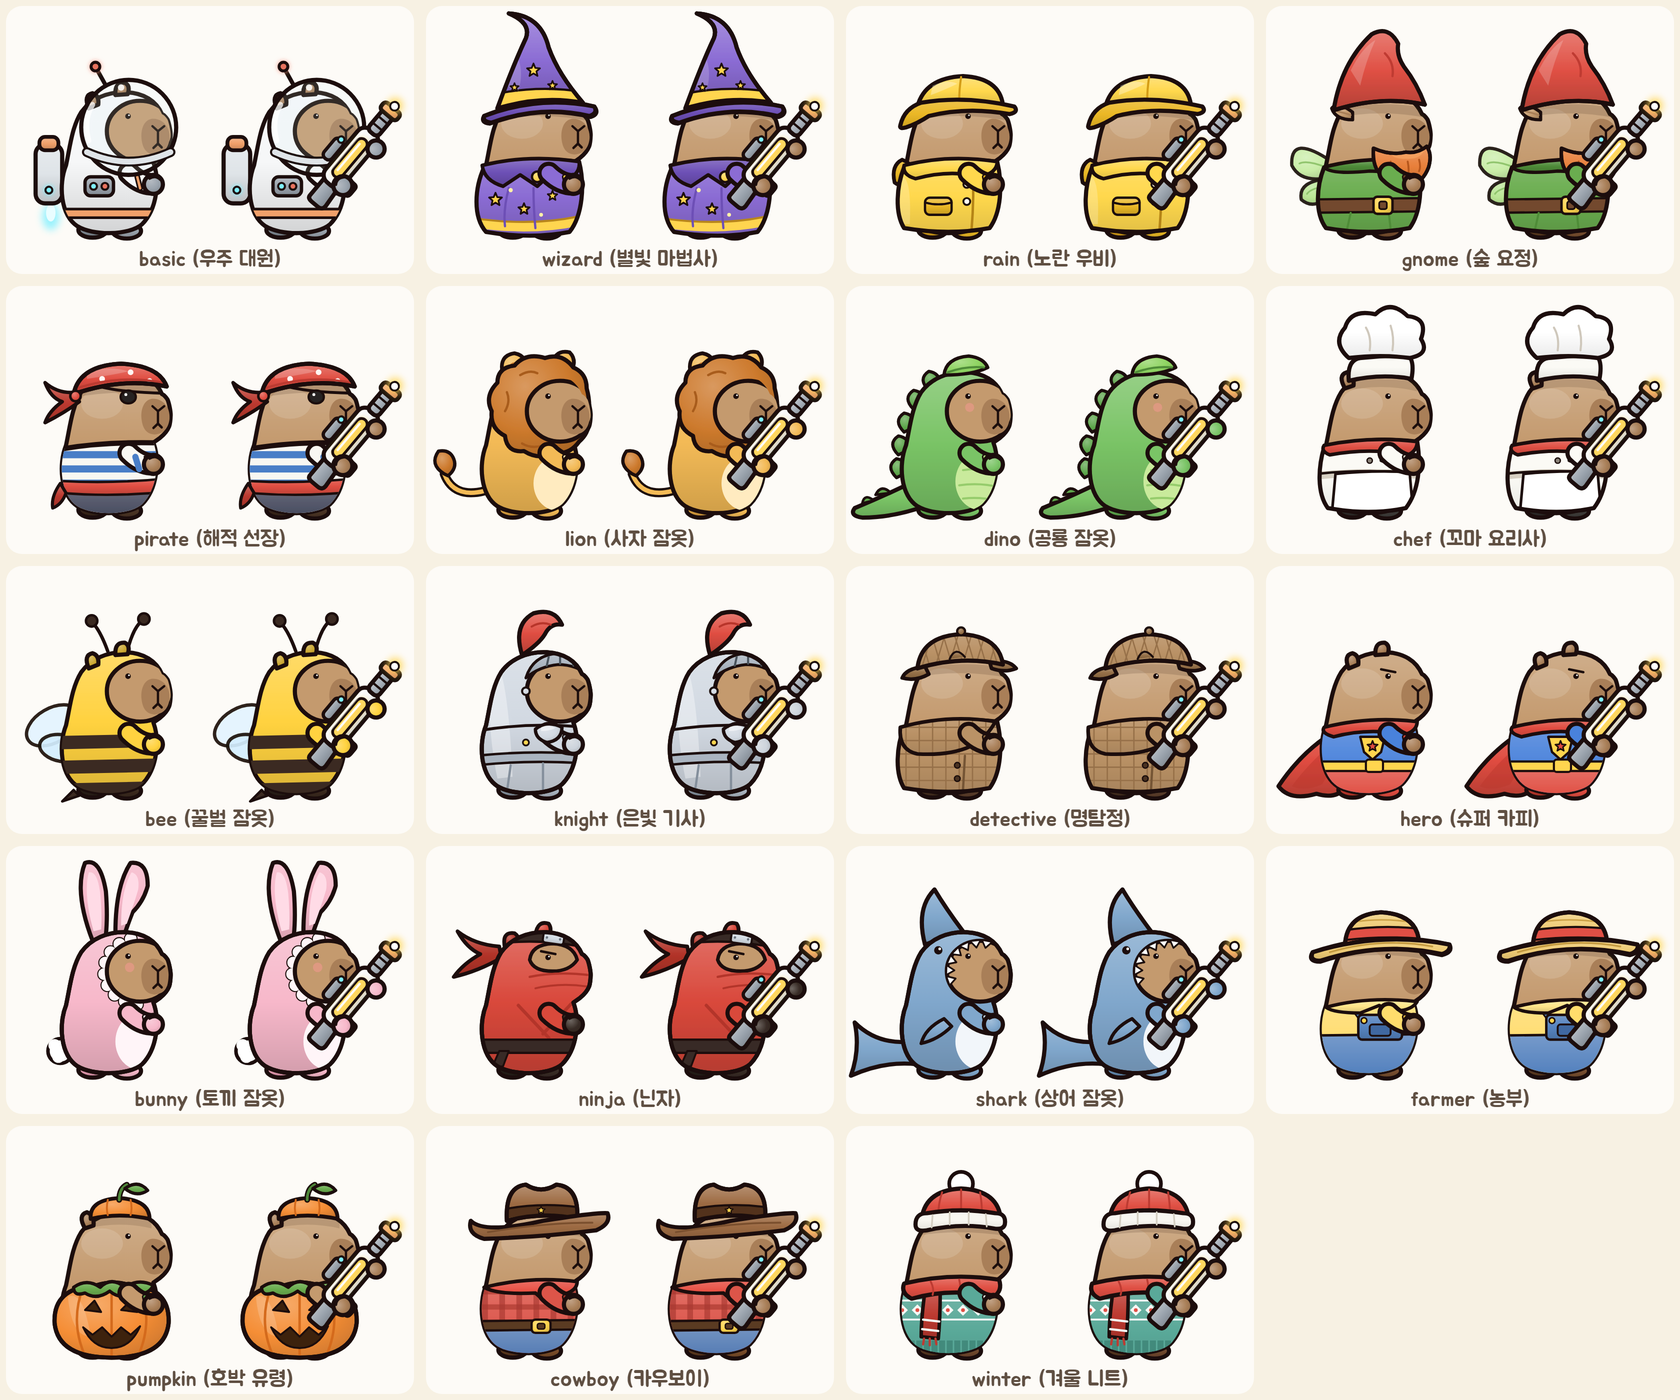 basic (우주 대원)
wizard (별빛 마법사)
rain (노란 우비)
gnome (숲 요정)
pirate (해적 선장)
lion (사자 잠옷)
dino (공룡 잠옷)
chef (꼬마 요리사)
bee (꿀벌 잠옷)
knight (은빛 기사)
detective (명탐정)
hero (슈퍼 카피)
bunny (토끼 잠옷)
ninja (닌자)
shark (상어 잠옷)
farmer (농부)
pumpkin (호박 유령)
cowboy (카우보이)
winter (겨울 니트)